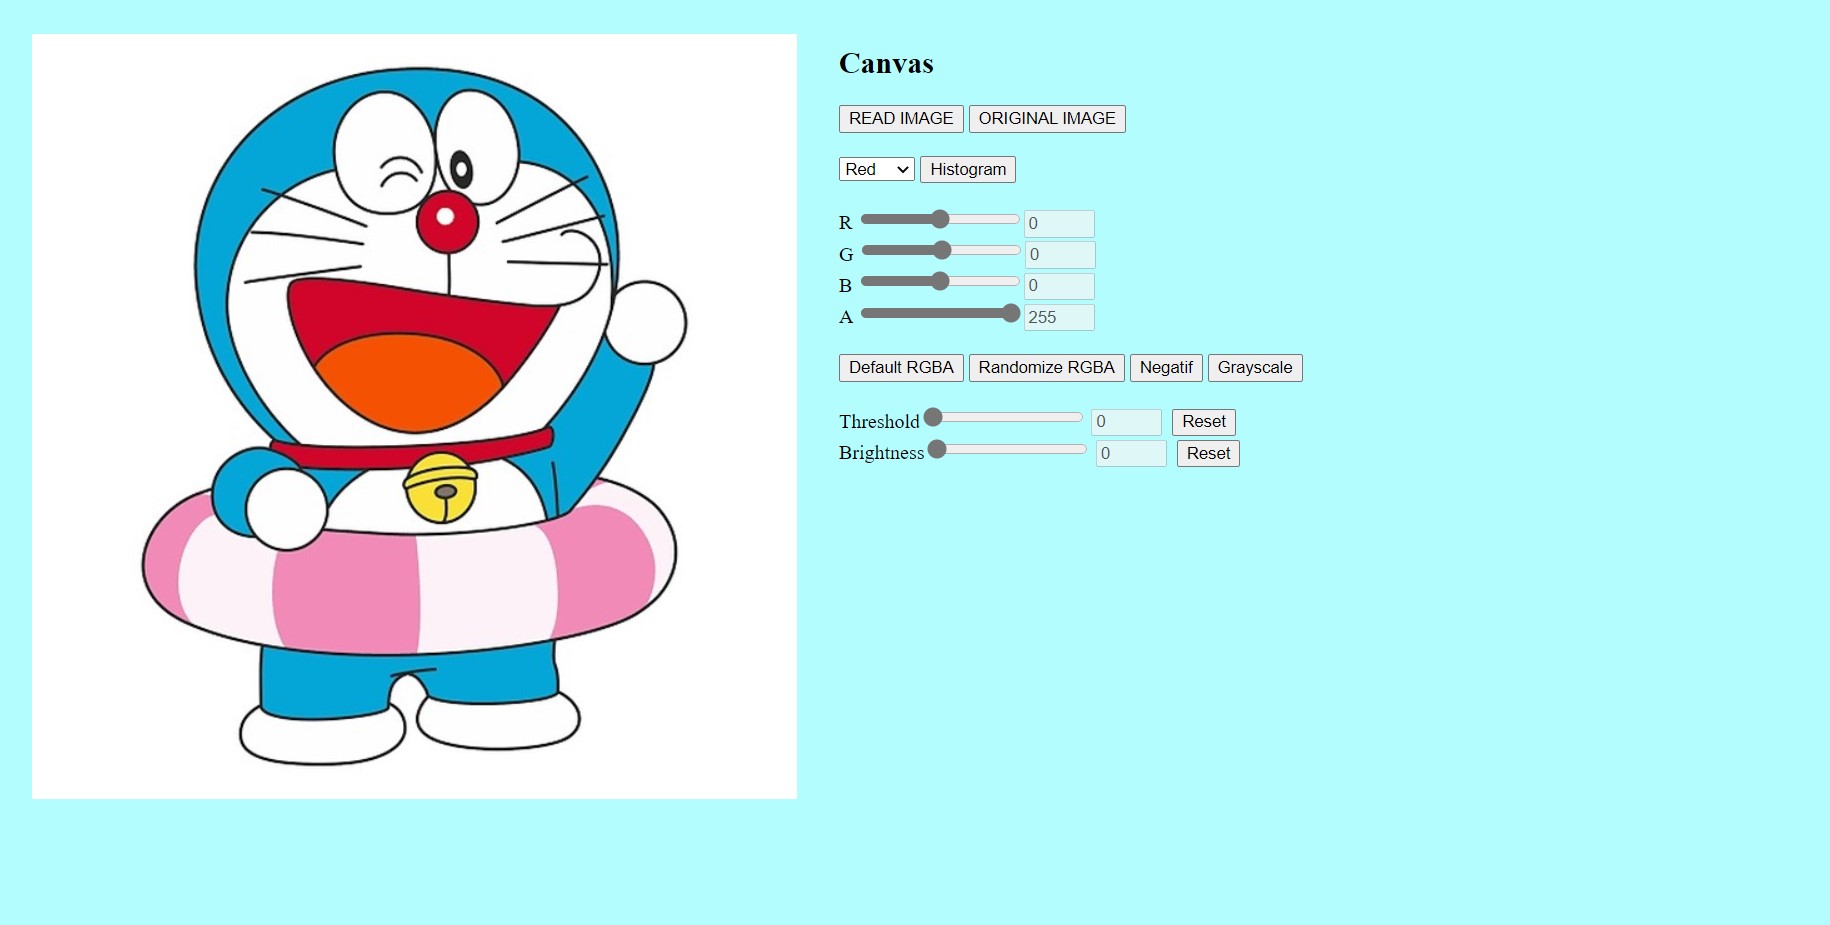 Canvas
READ IMAGE ORIGINAL IMAGE
Red Histogram
R 0
G 0
B 0
A 255
Default RGBA Randomize RGBA Negatif Grayscale
Threshold 0 Reset
Brightness 0 Reset